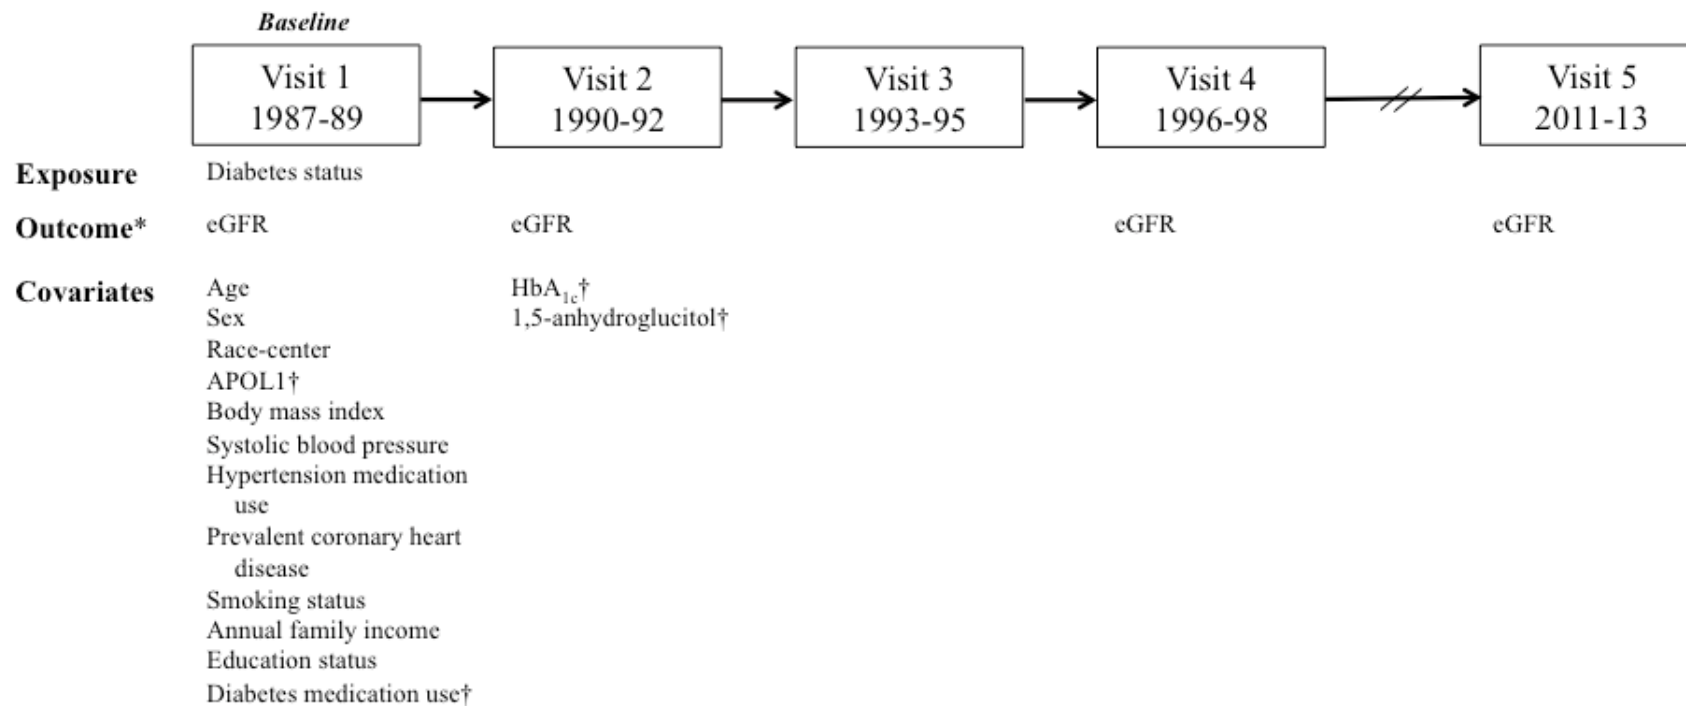 Baseline
Visit 1
1987-89
Visit 2
1990-92
Visit 3
1993-95
Visit 4
1996-98
Visit 5
2011-13
Exposure
Diabetes status
Outcome*
eGFR
eGFR
eGFR
eGFR
Covariates
Age
HbA1c†
Sex
1,5-anhydroglucitol†
Race-center
APOL1†
Body mass index
Systolic blood pressure
Hypertension medication
use
Prevalent coronary heart
disease
Smoking status
Annual family income
Education status
Diabetes medication use†